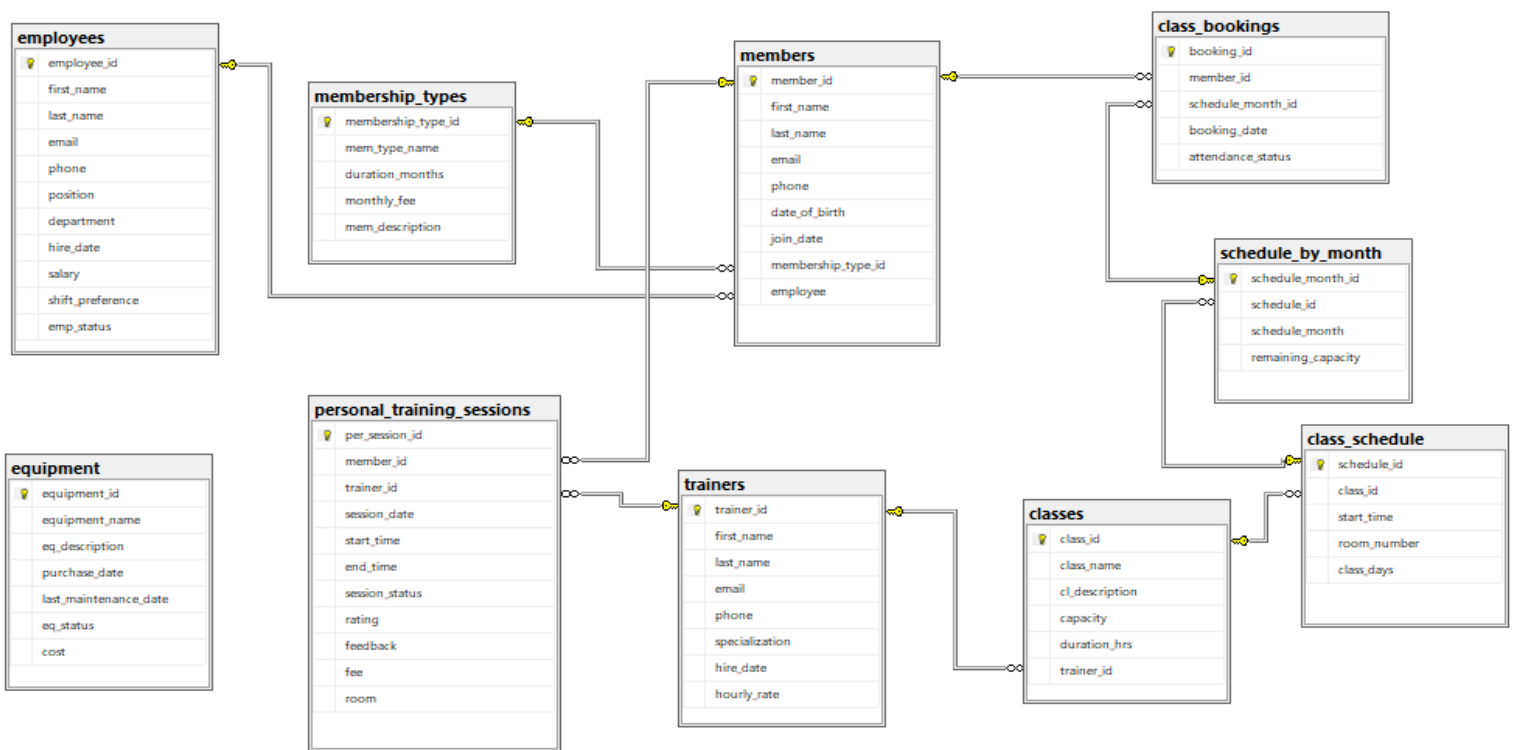 employees
employee_id
first_name
last_name
email
phone
position
department
hire_date
salary
shift_preference
emp_status
membership_types
membership_type_id
mem_type_name
duration_months
monthly_fee
mem_description
members
member_id
first_name
last_name
email
phone
date_of_birth
join_date
membership_type_id
employee
class_bookings
booking_id
member_id
schedule_month_id
booking_date
attendance_status
schedule_by_month
schedule_month_id
schedule_id
schedule_month
remaining_capacity
equipment
equipment_id
equipment_name
eq_description
purchase_date
last_maintenance_date
eq_status
cost
personal_training_sessions
per_session_id
member_id
trainer_id
session_date
start_time
end_time
session_status
rating
feedback
fee
room
trainers
trainer_id
first_name
last_name
email
phone
specialization
hire_date
hourly_rate
classes
class_id
class_name
cl_description
capacity
duration_hrs
trainer_id
class_schedule
schedule_id
class_id
start_time
room_number
class_days